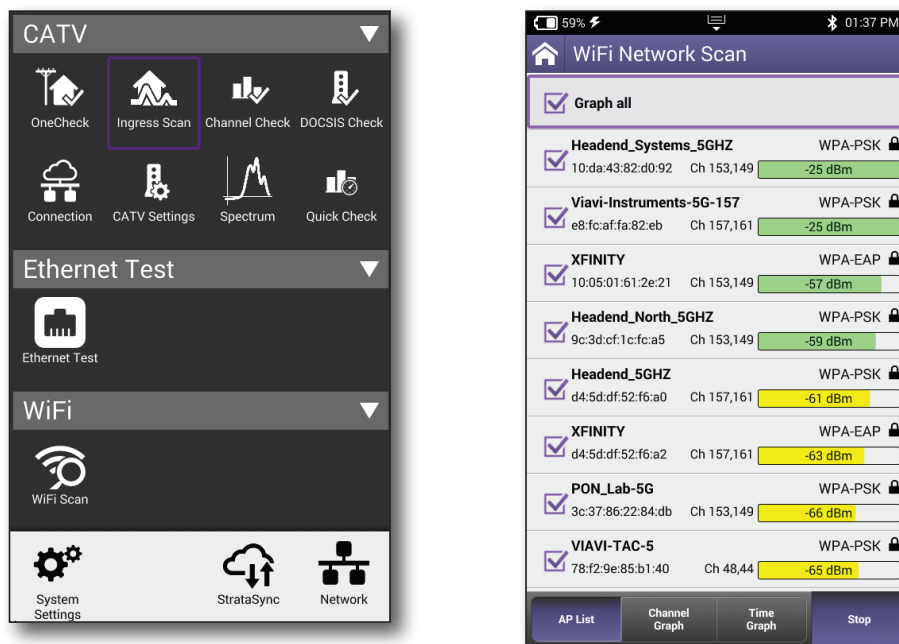 CATV
OneCheck
Ingress Scan
Channel Check
DOCSIS Check
Connection
CATV Settings
Spectrum
Quick Check
Ethernet Test
Ethernet Test
WiFi
WiFi Scan
System
Settings
StrataSync
Network
59%
01:37 PM
WiFi Network Scan
Graph all
Headend_Systems_5GHZ WPA-PSK
10:da:43:82:d0:92 Ch 153,149 -25 dBm
Viavi-Instruments-5G-157 WPA-PSK
e8:fc:af:fa:82:eb Ch 157,161 -25 dBm
XFINITY WPA-EAP
10:05:01:61:2e:21 Ch 153,149 -57 dBm
Headend_North_5GHZ WPA-PSK
9c:3d:cf:1c:fc:a5 Ch 153,149 -59 dBm
Headend_5GHZ WPA-PSK
d4:5d:df:52:f6:a0 Ch 157,161 -61 dBm
XFINITY WPA-EAP
d4:5d:df:52:f6:a2 Ch 157,161 -63 dBm
PON_Lab-5G WPA-PSK
3c:37:86:22:84:db Ch 153,149 -66 dBm
VIAVI-TAC-5 WPA-PSK
78:f2:9e:85:b1:40 Ch 48,44 -65 dBm
AP List
Channel
Graph
Time
Graph
Stop